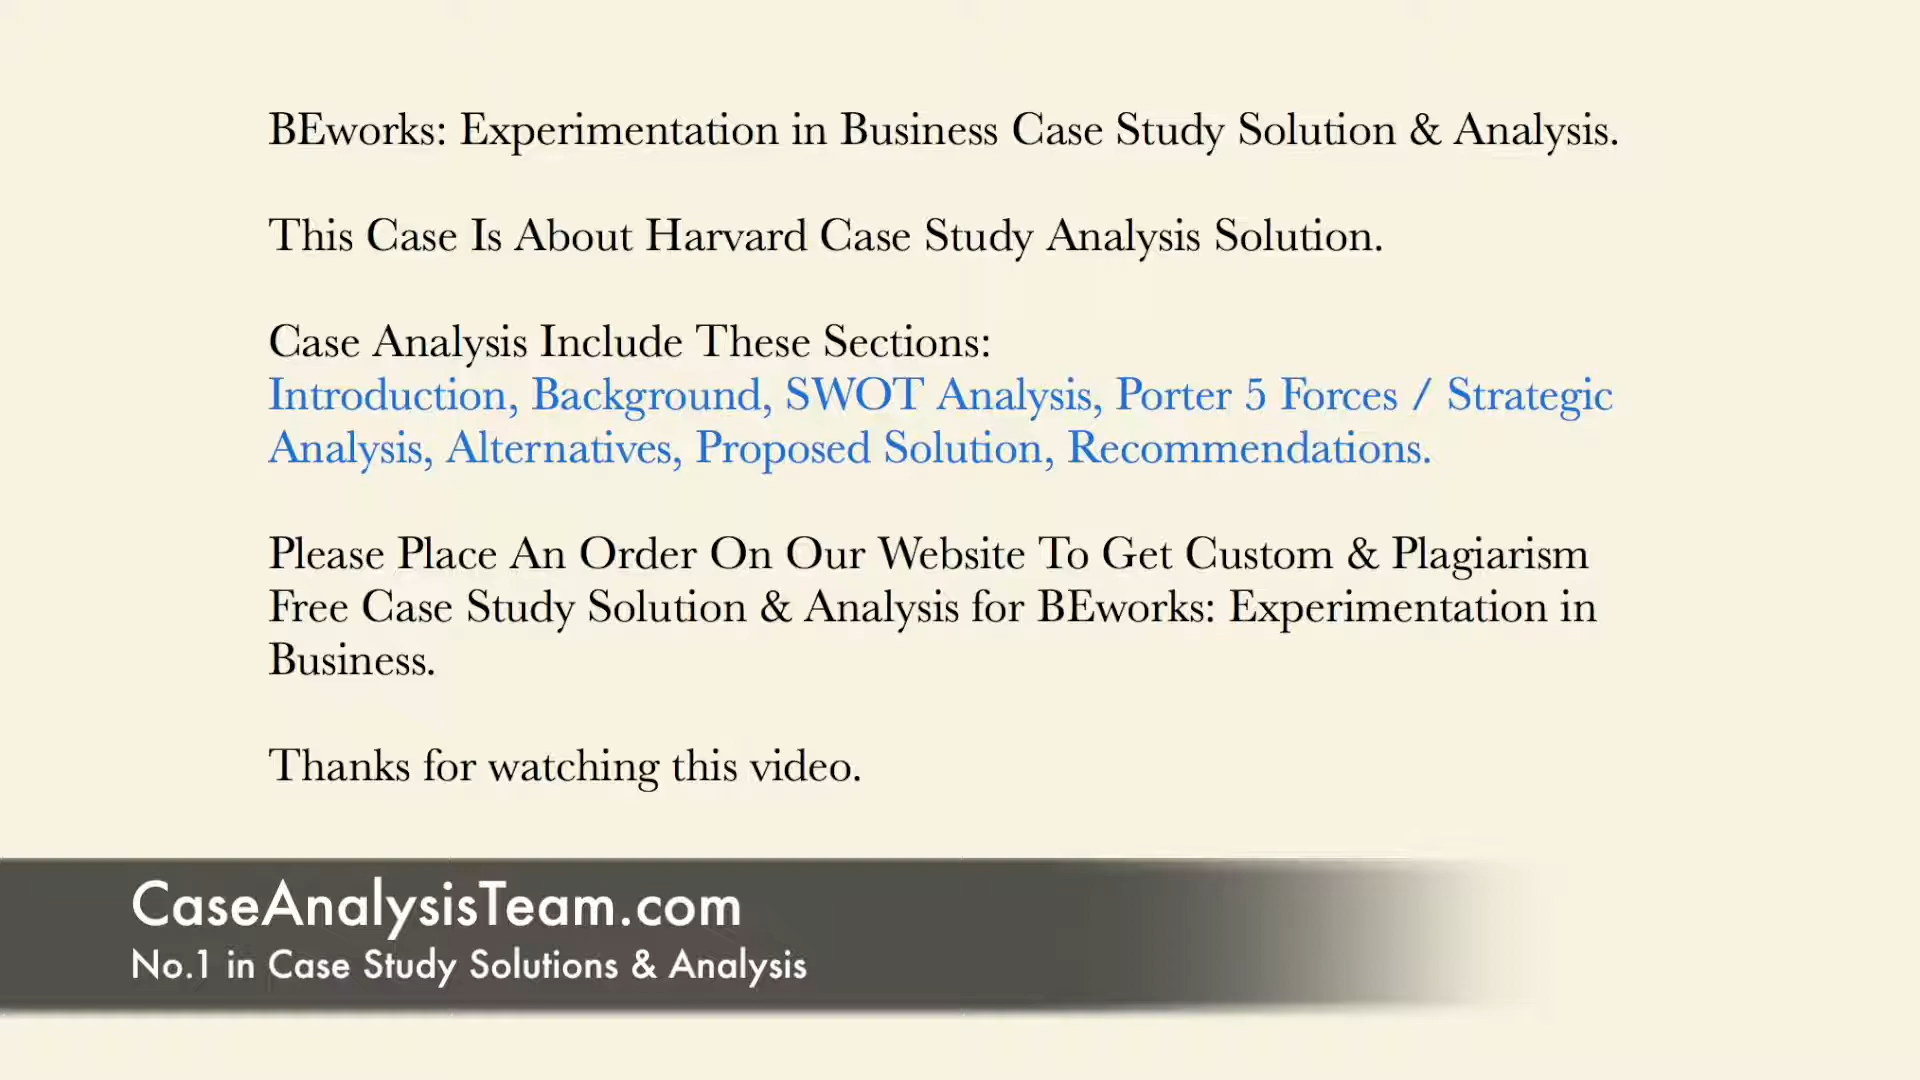 BEworks: Experimentation in Business Case Study Solution & Analysis.
This Case Is About Harvard Case Study Analysis Solution.
Case Analysis Include These Sections:
Introduction, Background, SWOT Analysis, Porter 5 Forces / Strategic
Analysis, Alternatives, Proposed Solution, Recommendations.
Please Place An Order On Our Website To Get Custom & Plagiarism
Free Case Study Solution & Analysis for BEworks: Experimentation in
Business.
Thanks for watching this video.
CaseAnalysisTeam.com
No.1 in Case Study Solutions & Analysis